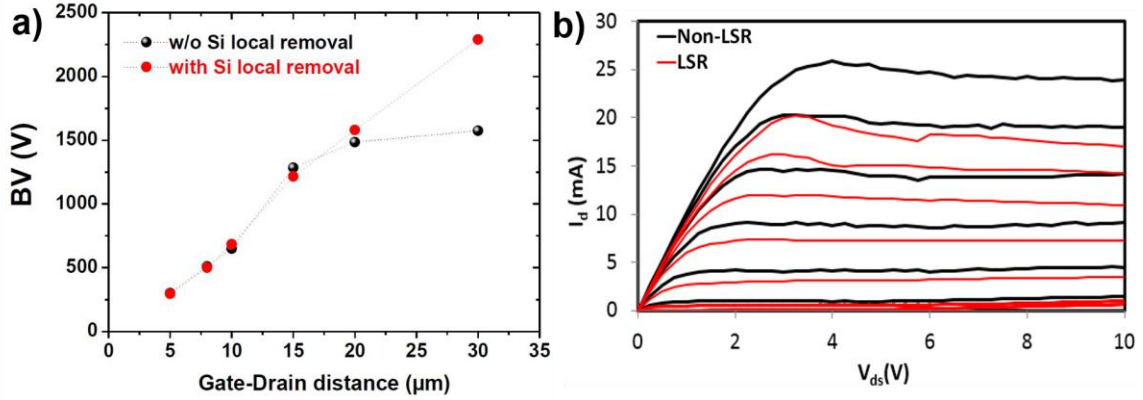 a)
w/o Si local removal
with Si local removal
BV (V)
2500
2000
1500
1000
500
0
0 5 10 15 20 25 30 35
Gate-Drain distance (µm)
b)
Non-LSR
LSR
I_d (mA)
30
25
20
15
10
5
0
0 2 4 6 8 10
V_ds(V)